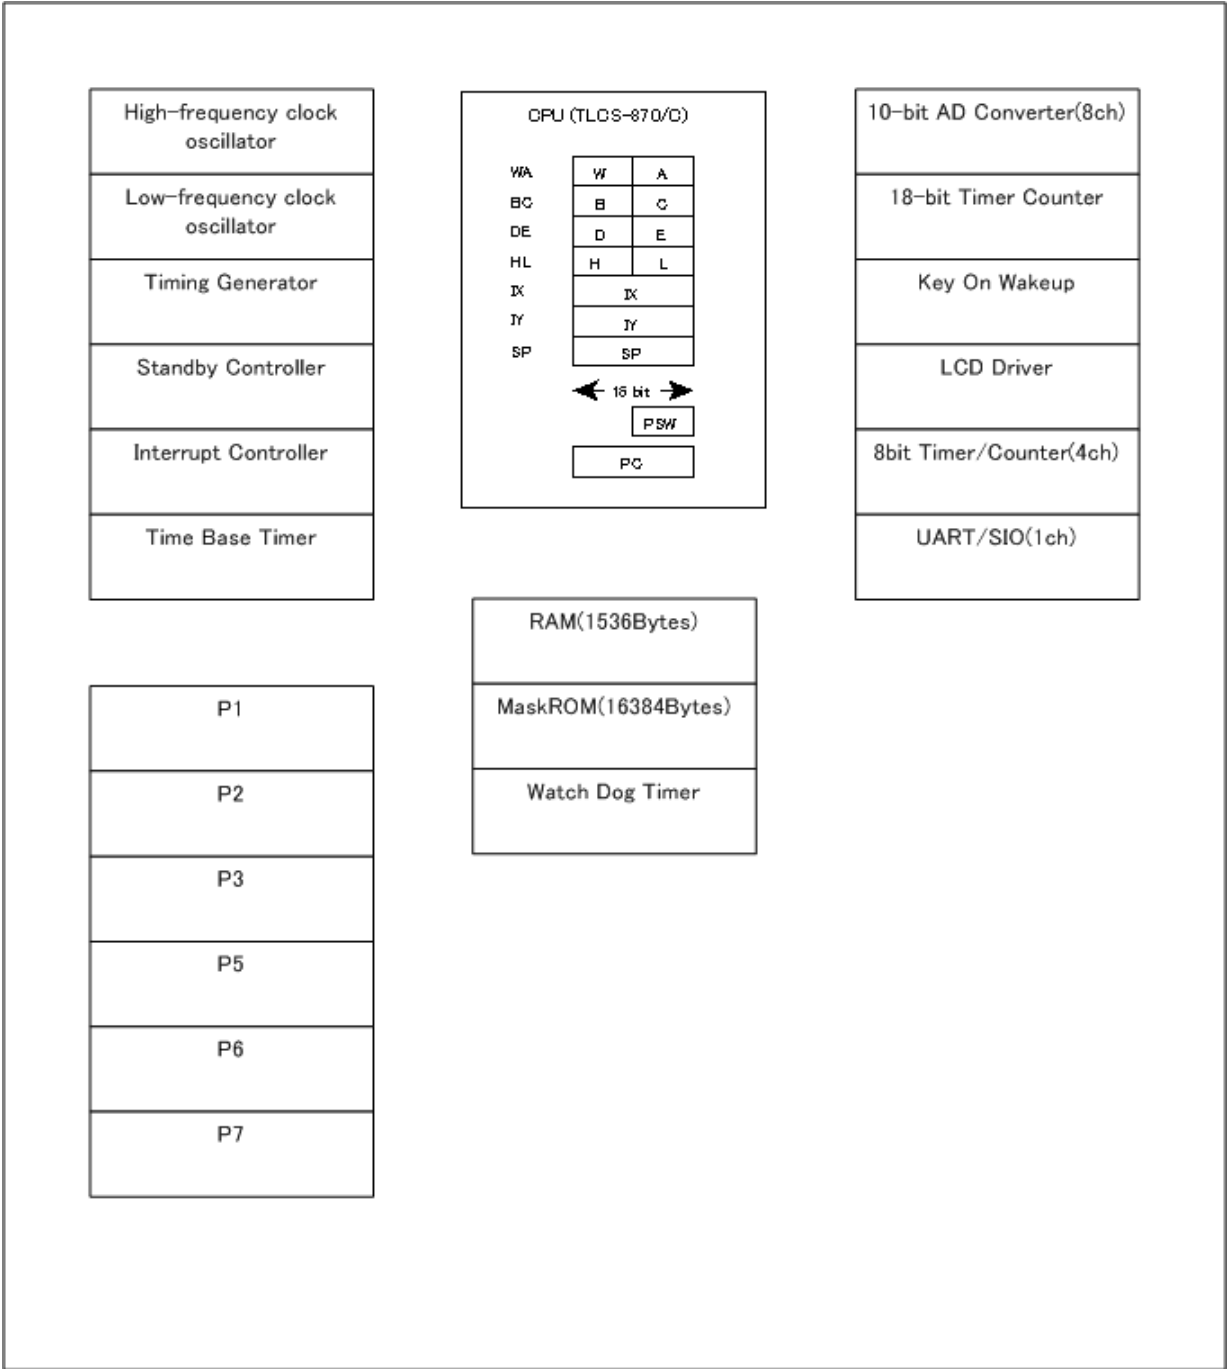 High-frequency clock
oscillator
Low-frequency clock
oscillator
Timing Generator
Standby Controller
Interrupt Controller
Time Base Timer
P1
P2
P3
P5
P6
P7
CPU (TLCS-870/C)
WA W A
BC B C
DE D E
HL H L
IX IX
IY IY
SP SP
16 bit
PSW
PC
RAM(1536Bytes)
MaskROM(16384Bytes)
Watch Dog Timer
10-bit AD Converter(8ch)
18-bit Timer Counter
Key On Wakeup
LCD Driver
8bit Timer/Counter(4ch)
UART/SIO(1ch)